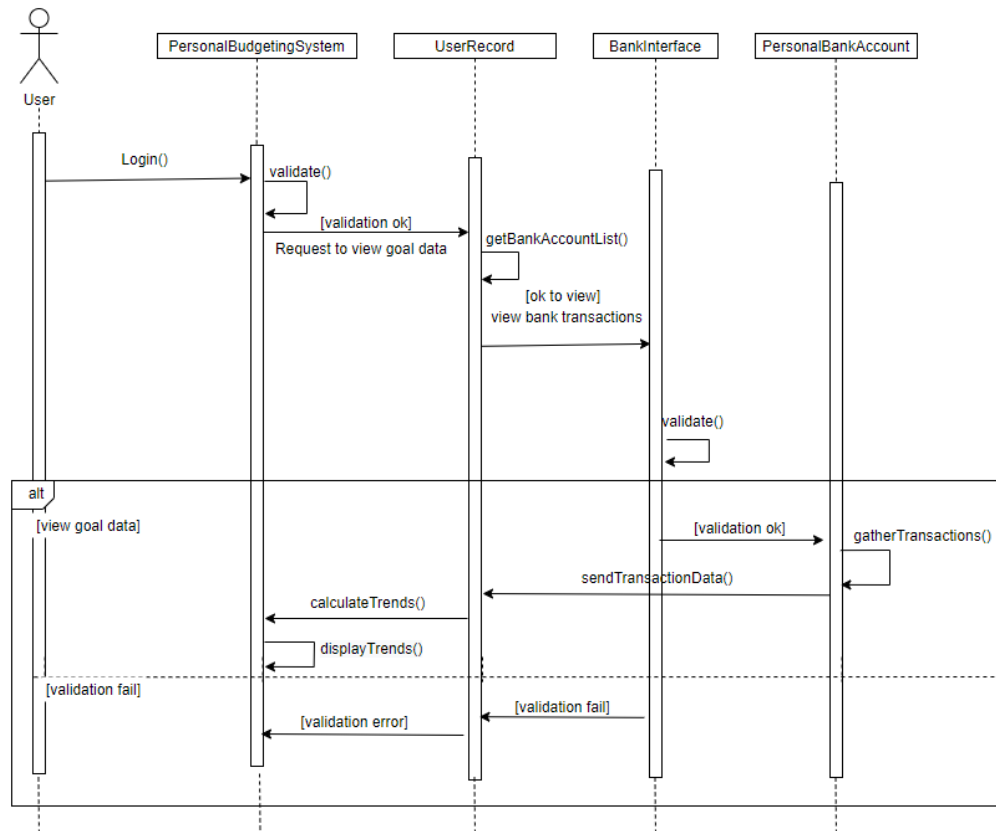 PersonalBudgetingSystem
UserRecord
BankInterface
PersonalBankAccount
User
Login()
validate()
[validation ok]
Request to view goal data
getBankAccountList()
[ok to view]
view bank transactions
validate()
alt
[view goal data]
[validation ok]
gatherTransactions()
sendTransactionData()
calculateTrends()
displayTrends()
[validation fail]
[validation fail]
[validation error]